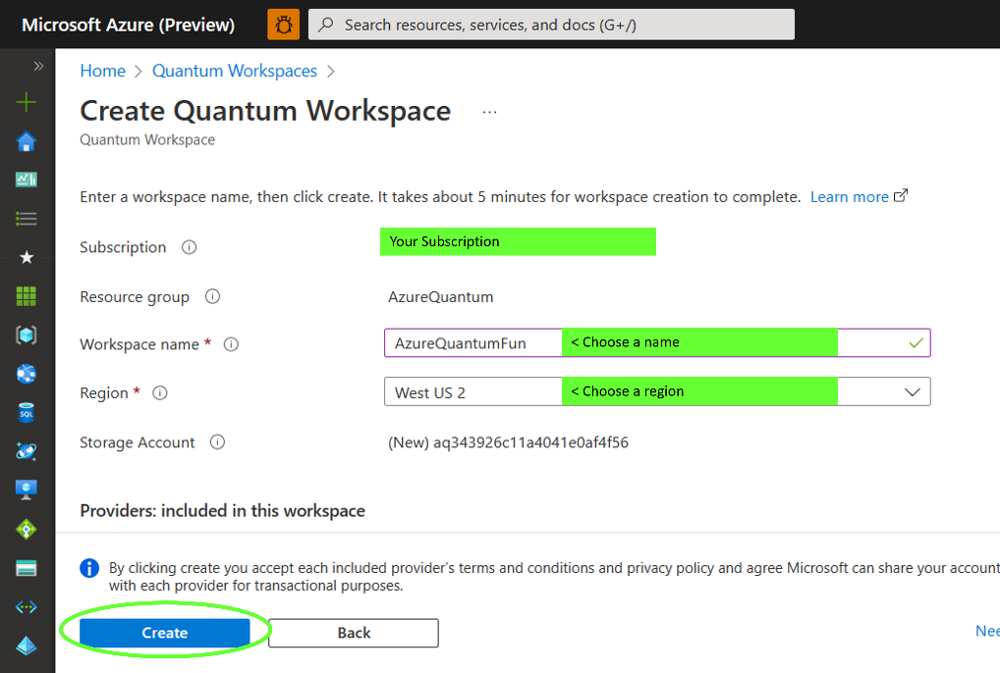 Microsoft Azure (Preview)
Search resources, services, and docs (G+/)
Home > Quantum Workspaces >
Create Quantum Workspace ...
Quantum Workspace
Enter a workspace name, then click create. It takes about 5 minutes for workspace creation to complete. Learn more
Subscription
Your Subscription
Resource group
AzureQuantum
Workspace name *
AzureQuantumFun
< Choose a name
Region *
West US 2
< Choose a region
Storage Account
(New) aq343926c11a4041e0af4f56
Providers: included in this workspace
By clicking create you accept each included provider's terms and conditions and privacy policy and agree Microsoft can share your account
with each provider for transactional purposes.
Create
Back
Nee
SQL